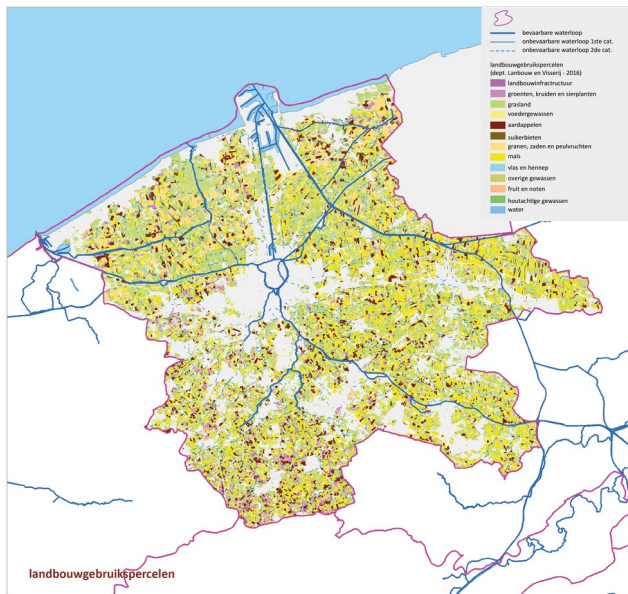 bevaarbare waterloop
onbevaarbare waterloop 1ste cat.
onbevaarbare waterloop 2de cat.
landbouwgebruikspercelen
(dept. Lanbouw en Visserij - 2016)
landbouwinfractructuur
groenten, kruiden en sierplanten
grasland
voedergewassen
aardappelen
suikerbieten
granen, zaden en peulvruchten
maïs
vlas en hennep
overige gewassen
fruit en noten
houtachtige gewassen
water
landbouwgebruikspercelen